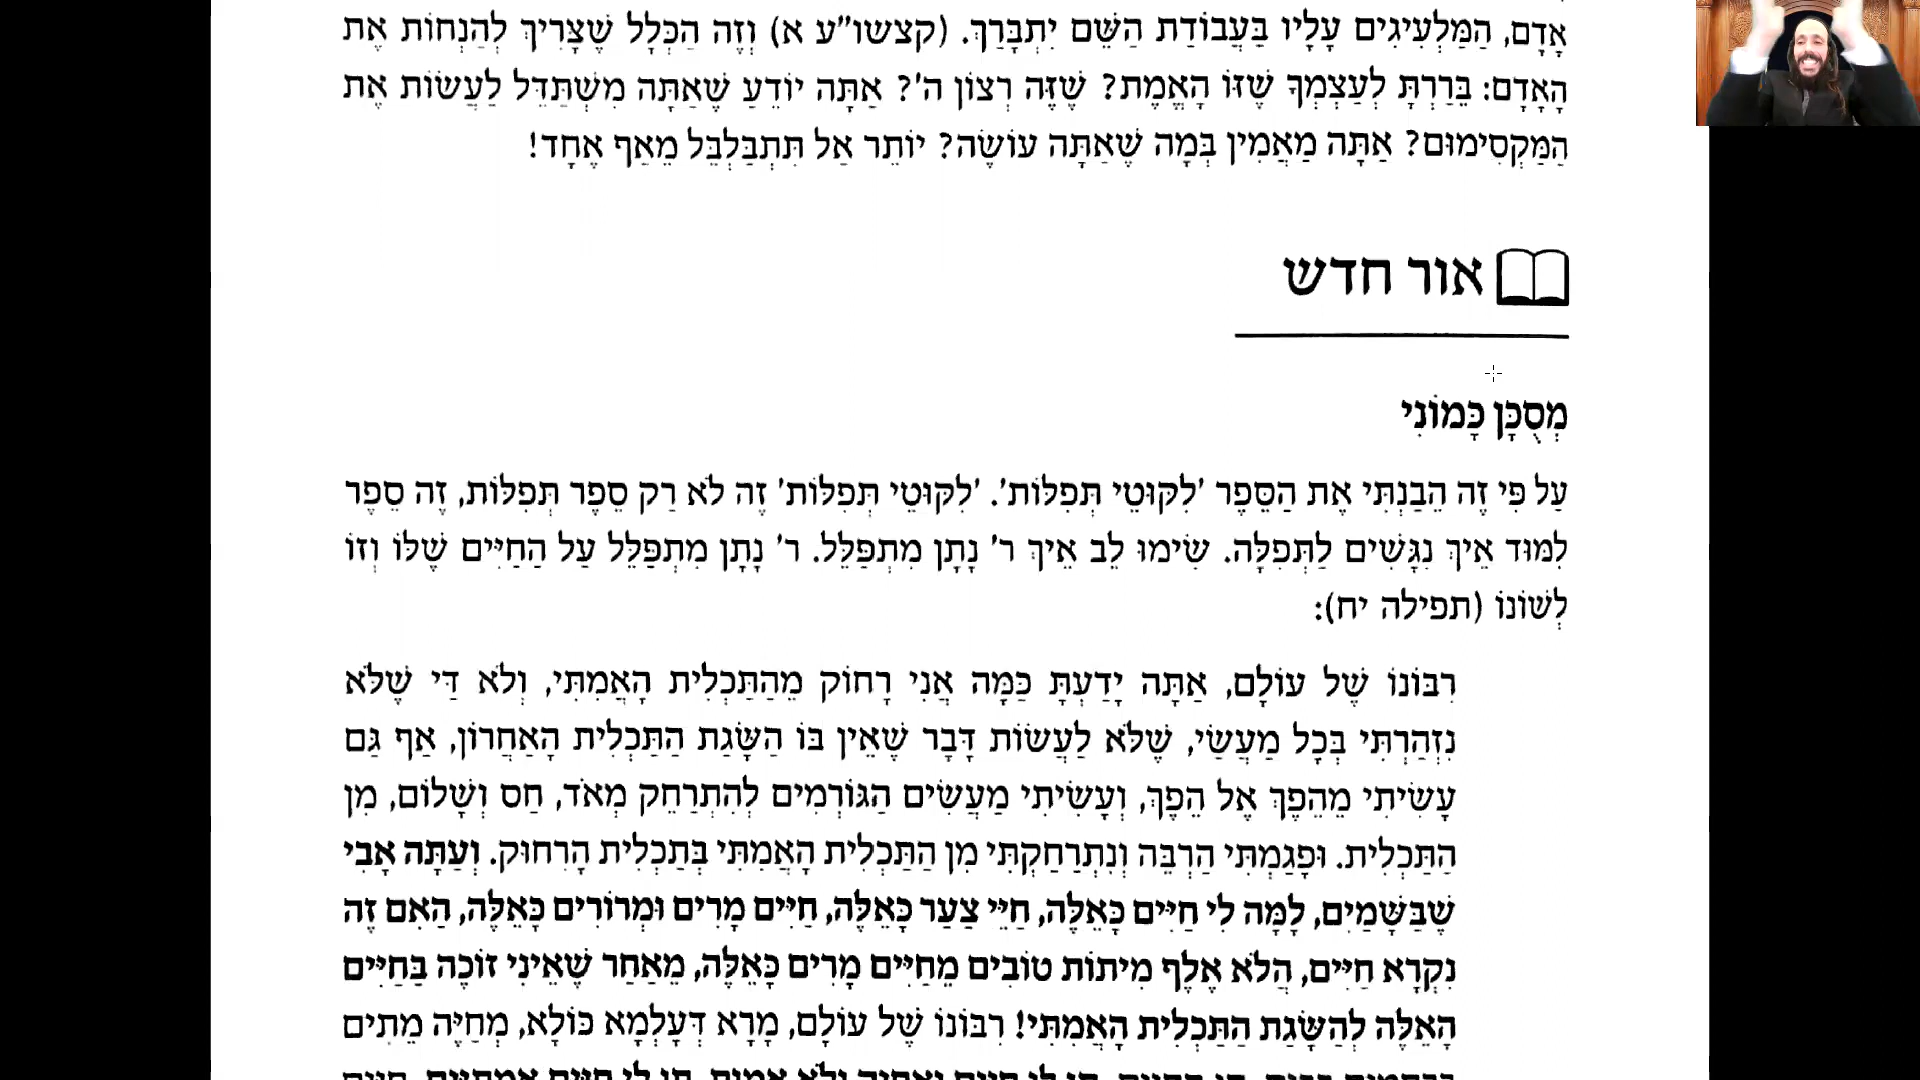 אָדָם, הַמַּלְעִיגִים עָלָיו בַּעֲבוֹדַת הַשֵּׁם יִתְבָּרַךְ. (קצשו״ע א) וְזֶה הַכְּלָל שֶׁצָּרִיךְ לְהַנְחוֹת אֶת
הָאָדָם: בֵּרַרְתָּ לְעַצְמְךָ שֶׁזּוֹ הָאֱמֶת? שֶׁזֶּה רְצוֹן ה'? אַתָּה יוֹדֵעַ שֶׁאַתָּה מִשְׁתַּדֵּל לַעֲשׂוֹת אֶת
הַמַּקְסִימוּם? אַתָּה מַאֲמִין בְּמָה שֶׁאַתָּה עוֹשֶׂה? יוֹתֵר אַל תִּתְבַּלְבֵּל מֵאַף אֶחָד!
אור חדש
מְסֻכָּן כָּמוֹנִי
עַל פִּי זֶה הֵבַנְתִּי אֶת הַסֵּפֶר 'לִקּוּטֵי תְּפִלּוֹת'. 'לִקּוּטֵי תְּפִלּוֹת' זֶה לֹא רַק סֵפֶר תְּפִלּוֹת, זֶה סֵפֶר
לִמּוּד אֵיךְ נִגָּשִׁים לַתְּפִלָּה. שִׂימוּ לֵב אֵיךְ ר' נָתָן מִתְפַּלֵּל. ר' נָתָן מִתְפַּלֵּל עַל הַחַיִּים שֶׁלּוֹ וְזוֹ
לְשׁוֹנוֹ (תפילה יח):
רִבּוֹנוֹ שֶׁל עוֹלָם, אַתָּה יָדַעְתָּ כַּמָּה אֲנִי רָחוֹק מֵהַתַּכְלִית הָאֲמִתִּי, וְלֹא דַּי שֶׁלֹּא
נִזְהַרְתִּי בְּכָל מַעֲשַׂי, שֶׁלֹּא לַעֲשׂוֹת דָּבָר שֶׁאֵין בּוֹ הַשָּׂגַת הַתַּכְלִית הָאַחֲרוֹן, אַף גַּם
עָשִׂיתִי מֵהֵפֶךְ אֶל הֵפֶךְ, וְעָשִׂיתִי מַעֲשִׂים הַגּוֹרְמִים לְהִתְרַחֵק מְאֹד, חַס וְשָׁלוֹם, מִן
הַתַּכְלִית. וּפָגַמְתִּי הַרְבֵּה וְנִתְרַחַקְתִּי מִן הַתַּכְלִית הָאֲמִתִּי בְּתַכְלִית הָרִחוּק. וְעַתָּה אָבִי
שֶׁבַּשָּׁמַיִם, לָמָּה לִי חַיִּים כָּאֵלֶּה, חַיֵּי צַעַר כָּאֵלֶּה, חַיִּים מָרִים וּמְרוֹרִים כָּאֵלֶּה, הַאִם זֶה
נִקְרָא חַיִּים, הֲלֹא אֶלֶף מִיתוֹת טוֹבִים מֵחַיִּים מָרִים כָּאֵלֶּה, מֵאַחַר שֶׁאֵינִי זוֹכֶה בַּחַיִּים
הָאֵלֶּה לְהַשָּׂגַת הַתַּכְלִית הָאֲמִתִּי! רִבּוֹנוֹ שֶׁל עוֹלָם, מָרָא דְּעָלְמָא כּוֹלָא, מְחַיֶּה מֵתִים